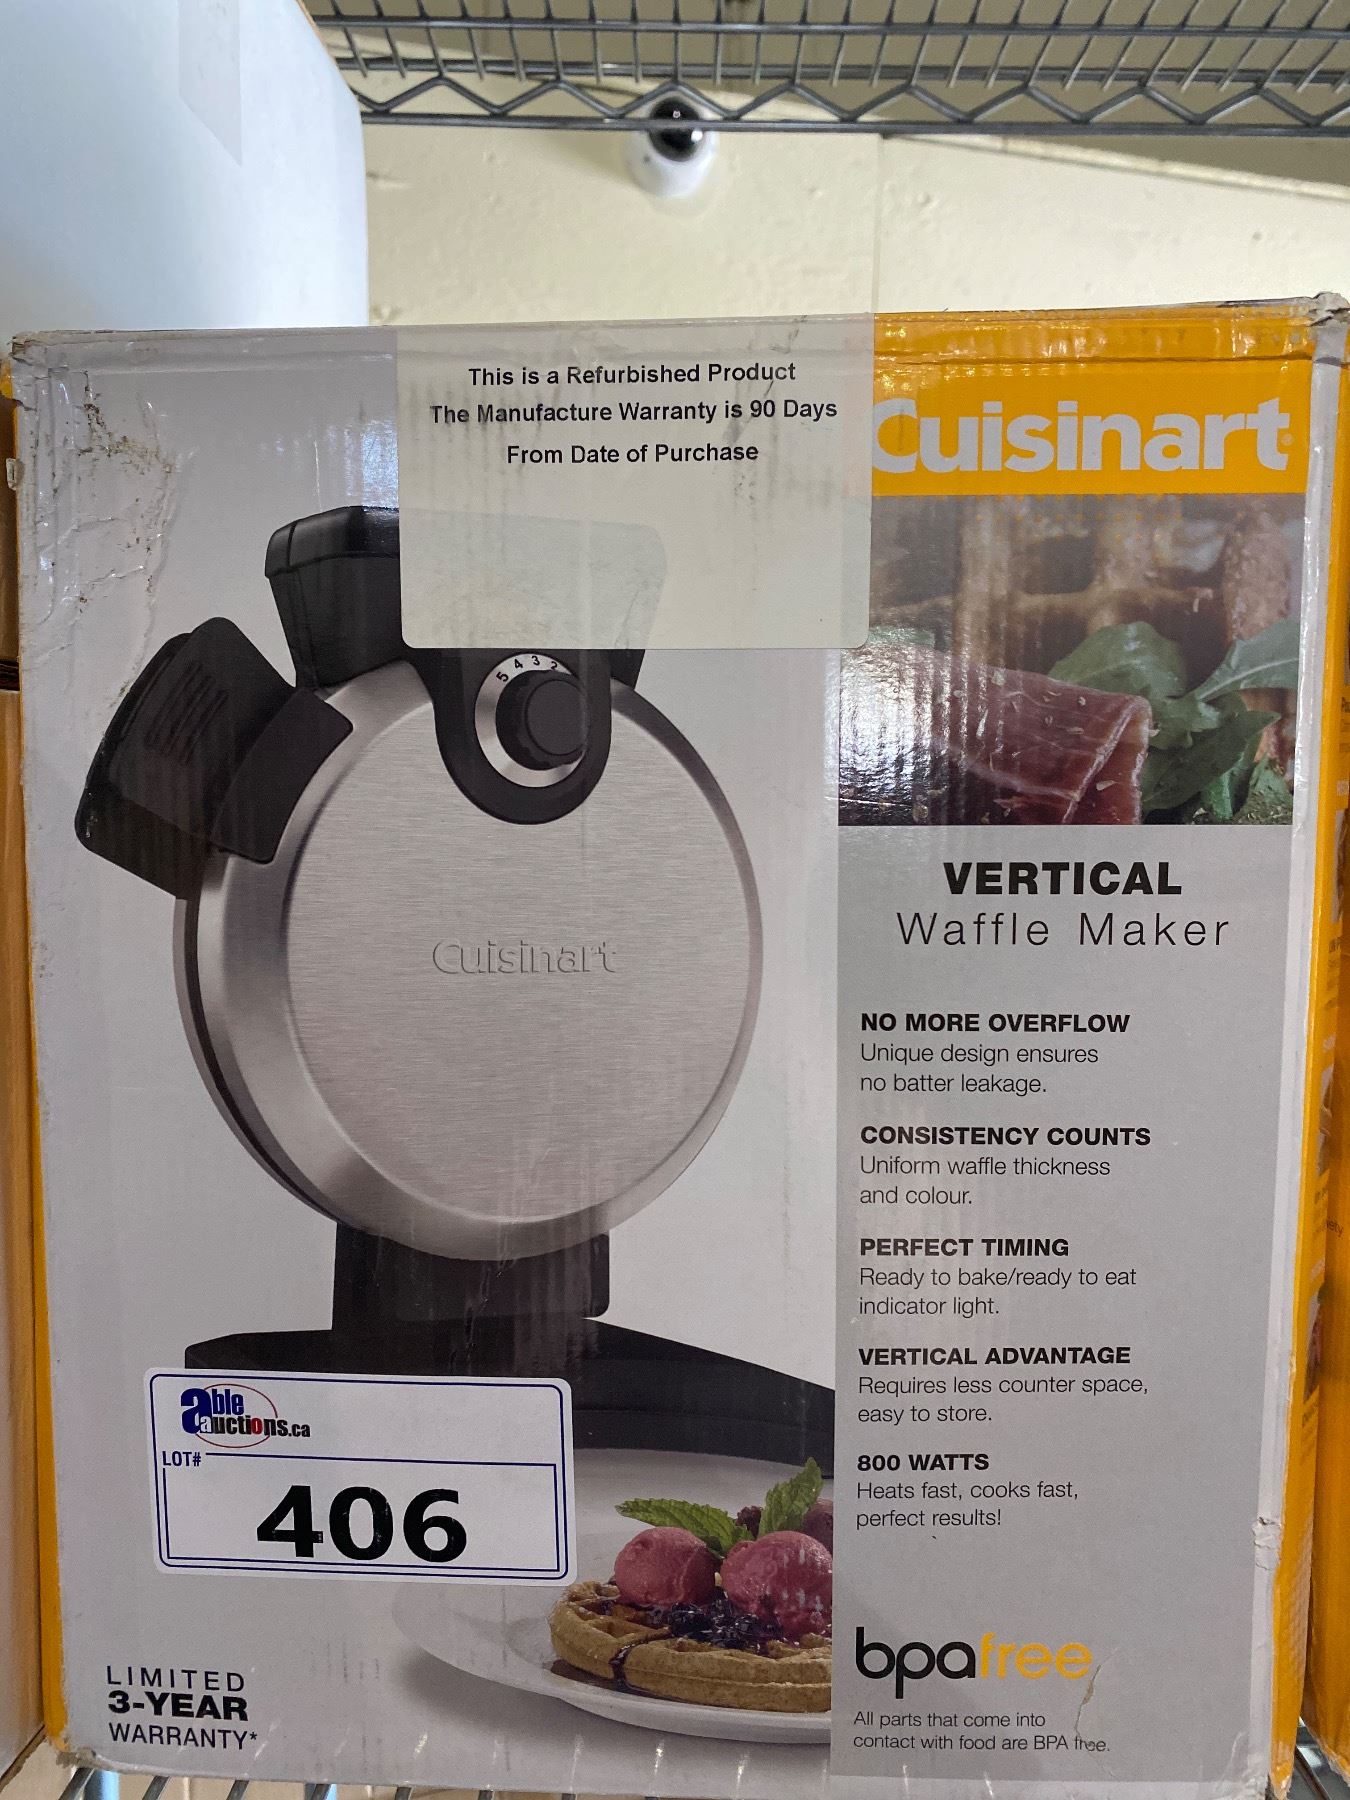 This is a Refurbished Product
The Manufacture Warranty is 90 Days
From Date of Purchase
Cuisinart
5 4 3 2
Cuisinart
VERTICAL
Waffle Maker
NO MORE OVERFLOW
Unique design ensures
no batter leakage.
CONSISTENCY COUNTS
Uniform waffle thickness
and colour.
PERFECT TIMING
Ready to bake/ready to eat
indicator light.
VERTICAL ADVANTAGE
Requires less counter space,
easy to store.
800 WATTS
Heats fast, cooks fast,
perfect results!
bpafree
All parts that come into
contact with food are BPA free.
able
auctions.ca
LOT#
406
LIMITED
3-YEAR
WARRANTY*